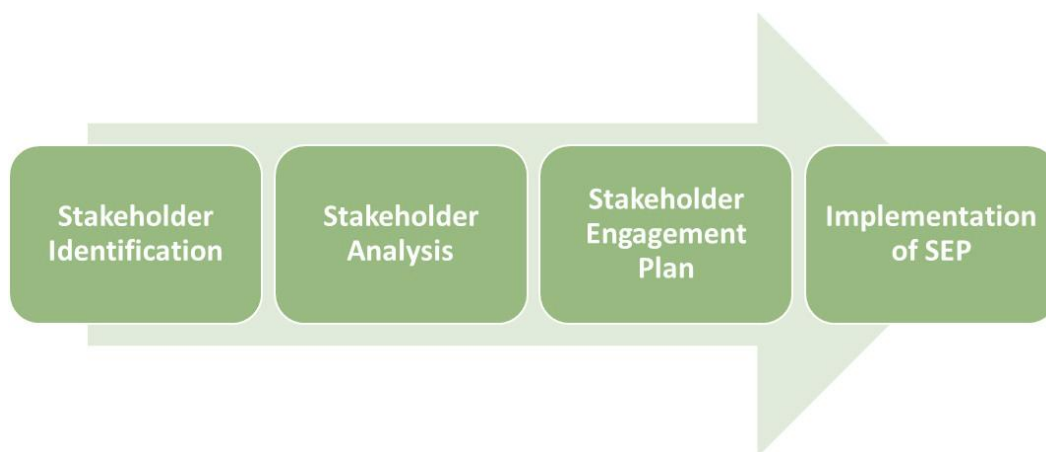 Stakeholder
Identification
Stakeholder
Analysis
Stakeholder
Engagement
Plan
Implementation
of SEP